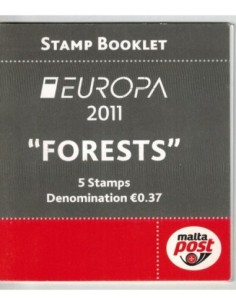 STAMP BOOKLET
EUROPA
2011
"FORESTS"
5 Stamps
Denomination €0.37
malta
post